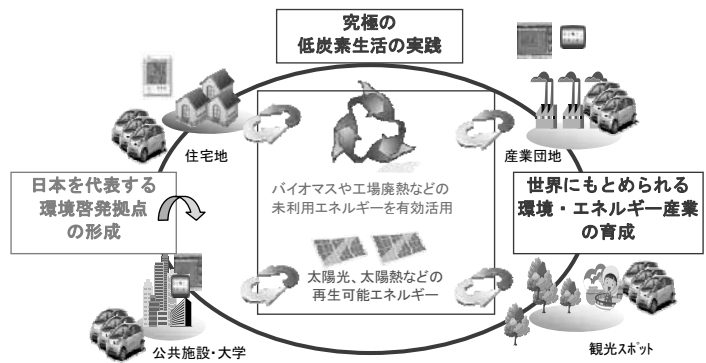 究極の
低炭素生活の実践
住宅地
産業団地
日本を代表する
環境啓発拠点
の形成
バイオマスや工場廃熱などの
未利用エネルギーを有効活用
世界にもとめられる
環境・エネルギー産業
の育成
太陽光、太陽熱などの
再生可能エネルギー
公共施設・大学
観光ｽﾎﾟｯﾄ